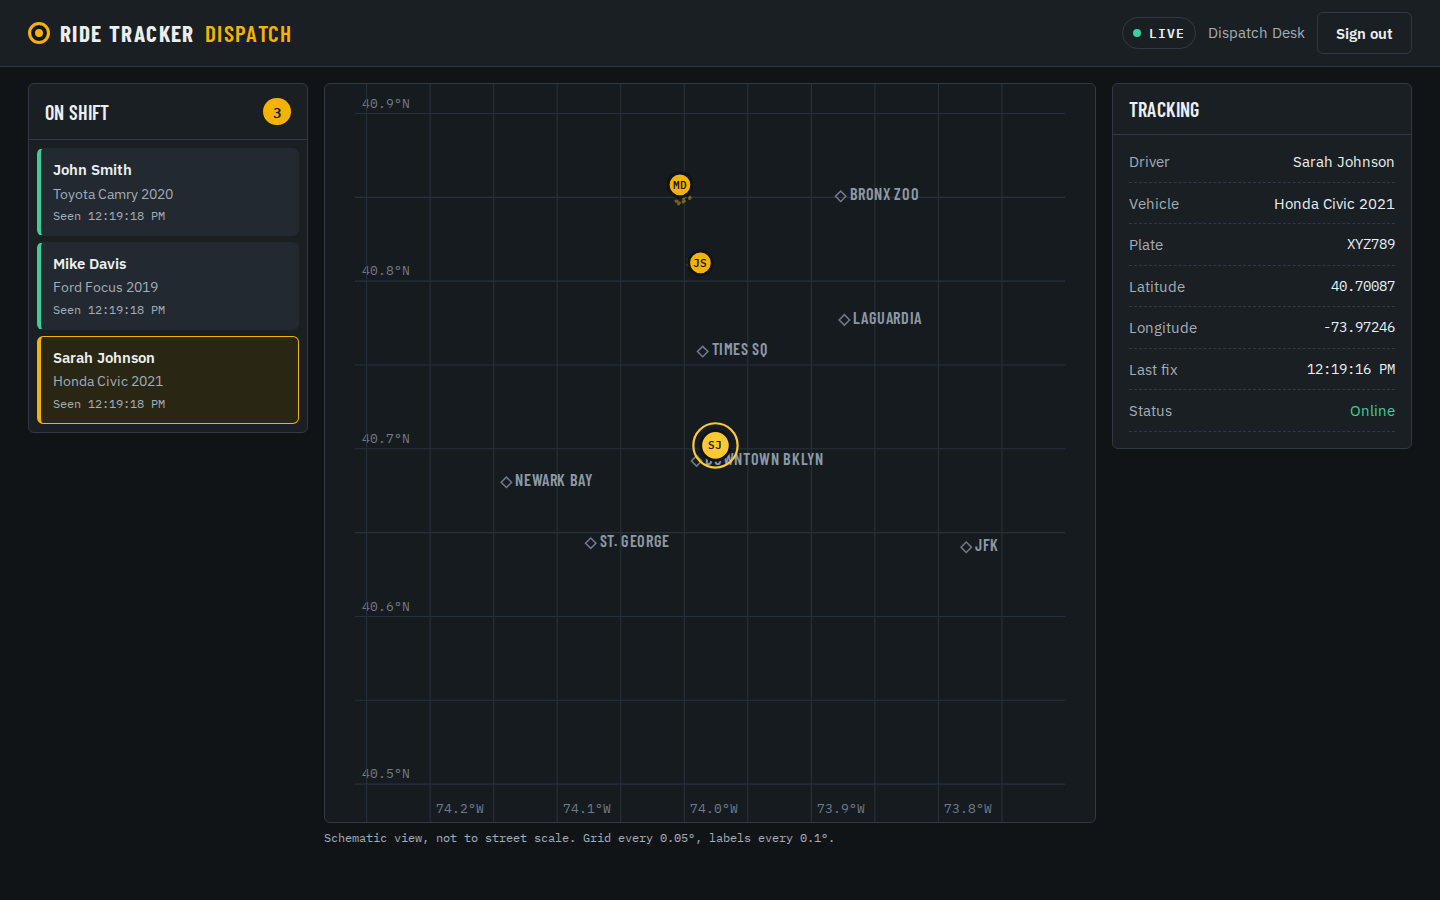 RIDE TRACKER DISPATCH
LIVE
Dispatch Desk
Sign out
ON SHIFT
3
John Smith
Toyota Camry 2020
Seen 12:19:18 PM
Mike Davis
Ford Focus 2019
Seen 12:19:18 PM
Sarah Johnson
Honda Civic 2021
Seen 12:19:18 PM
40.9°N
MD
BRONX ZOO
JS
40.8°N
LAGUARDIA
TIMES SQ
40.7°N
SJ
DOWNTOWN BKLYN
NEWARK BAY
ST. GEORGE
JFK
40.6°N
40.5°N
74.2°W
74.1°W
74.0°W
73.9°W
73.8°W
Schematic view, not to street scale. Grid every 0.05°, labels every 0.1°.
TRACKING
Driver Sarah Johnson
Vehicle Honda Civic 2021
Plate XYZ789
Latitude 40.70087
Longitude -73.97246
Last fix 12:19:16 PM
Status Online